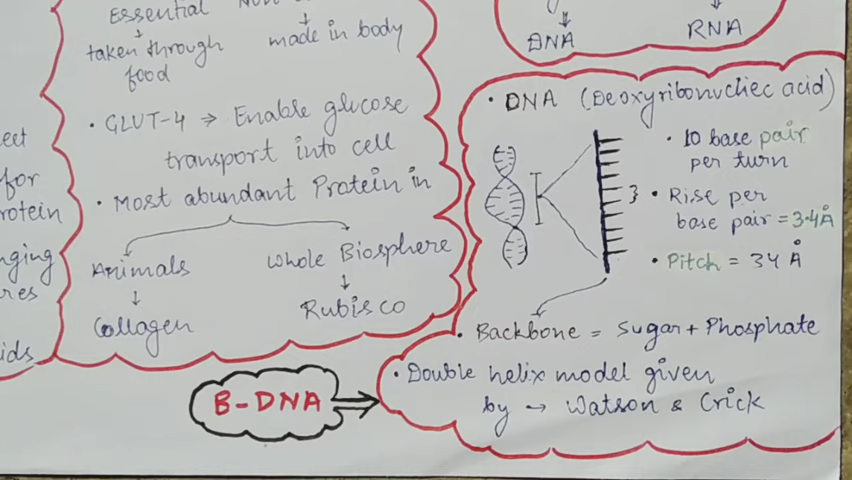 Essential
taken through
food
made in body
• GLUT-4 ⇒ Enable glucose
transport into cell
• Most abundant Protein in
Animals
↓
Collagen
Whole Biosphere
↓
Rubisco
for
rotein
nging
res
ids
DNA
RNA
• DNA (Deoxyribonucliec acid)
• 10 base pair
per turn
• Rise per
base pair = 3.4Å
• Pitch = 34 Å
• Backbone = Sugar + Phosphate
• Double helix model given
by → Watson & Crick
B-DNA